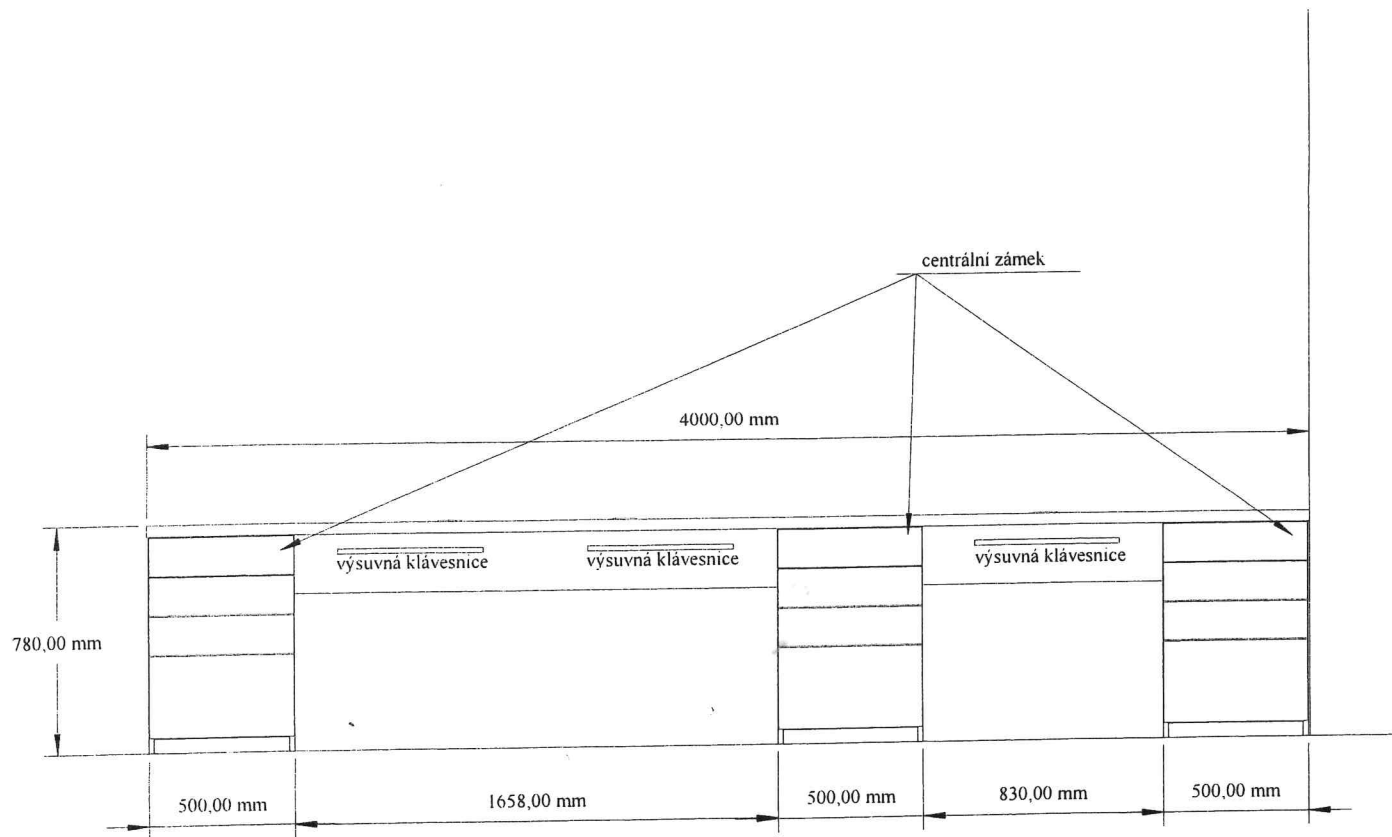 centrální zámek
4000,00 mm
výsuvná klávesnice
výsuvná klávesnice
výsuvná klávesnice
780,00 mm
500,00 mm
1658,00 mm
500,00 mm
830,00 mm
500,00 mm